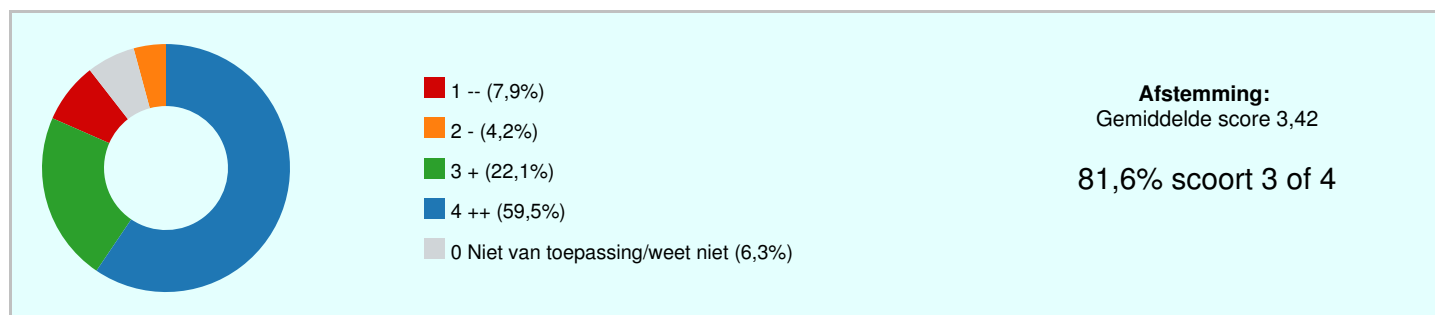 1 -- (7,9%)
2 - (4,2%)
3 + (22,1%)
4 ++ (59,5%)
0 Niet van toepassing/weet niet (6,3%)
Afstemming:
Gemiddelde score 3,42
81,6% scoort 3 of 4